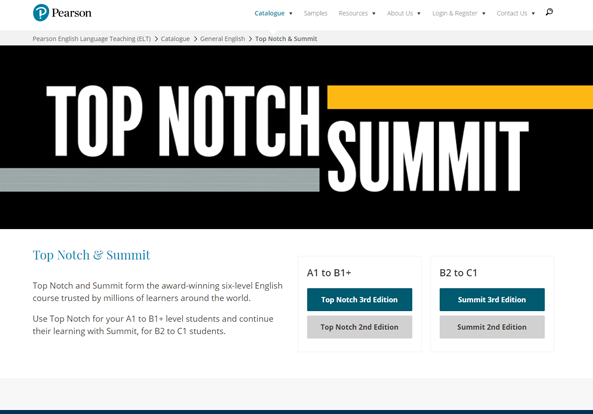 Pearson
Catalogue Samples Resources About Us Login & Register Contact Us
Pearson English Language Teaching (ELT) > Catalogue > General English > Top Notch & Summit
TOP NOTCH
SUMMIT
Top Notch & Summit
Top Notch and Summit form the award-winning six-level English
course trusted by millions of learners around the world.
Use Top Notch for your A1 to B1+ level students and continue
their learning with Summit, for B2 to C1 students.
A1 to B1+
Top Notch 3rd Edition
Top Notch 2nd Edition
B2 to C1
Summit 3rd Edition
Summit 2nd Edition